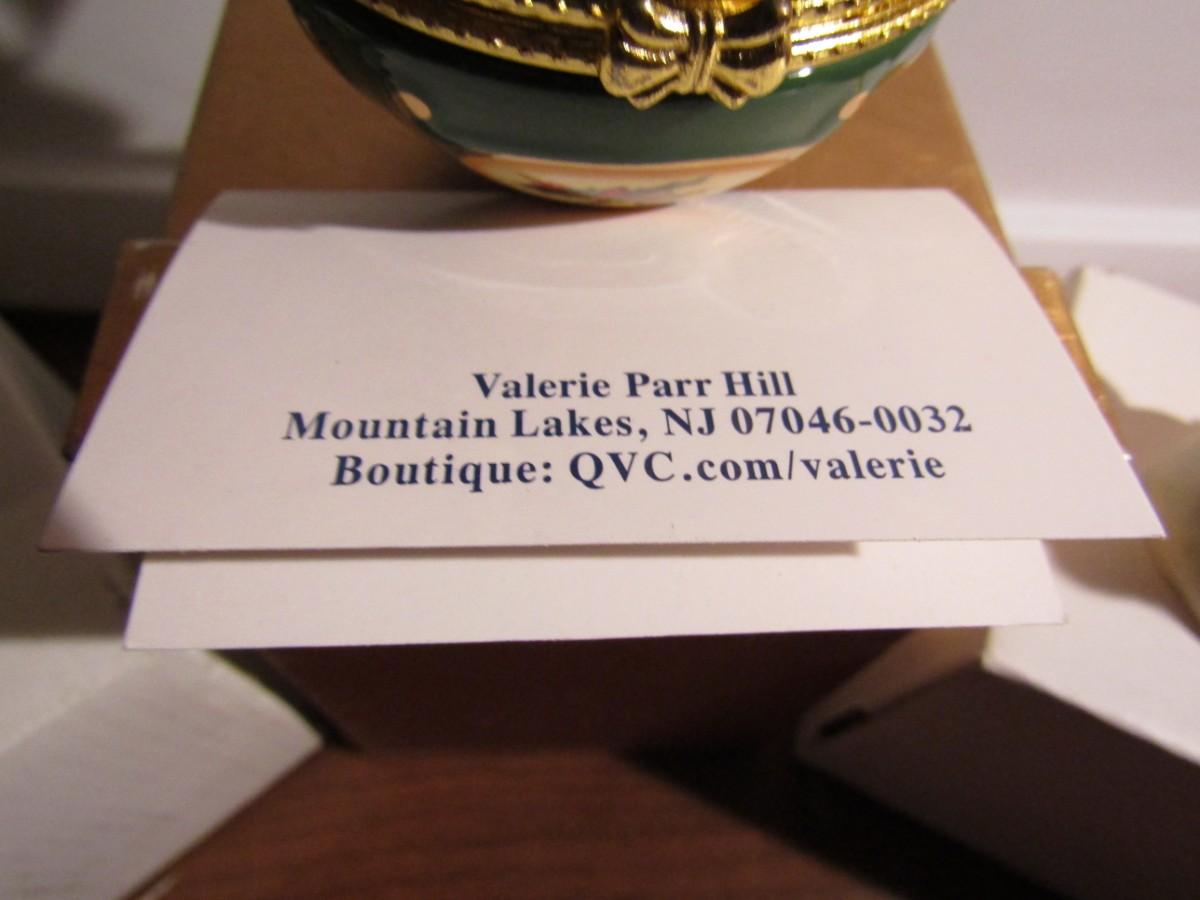 Valerie Parr Hill
Mountain Lakes, NJ 07046-0032
Boutique: QVC.com/valerie